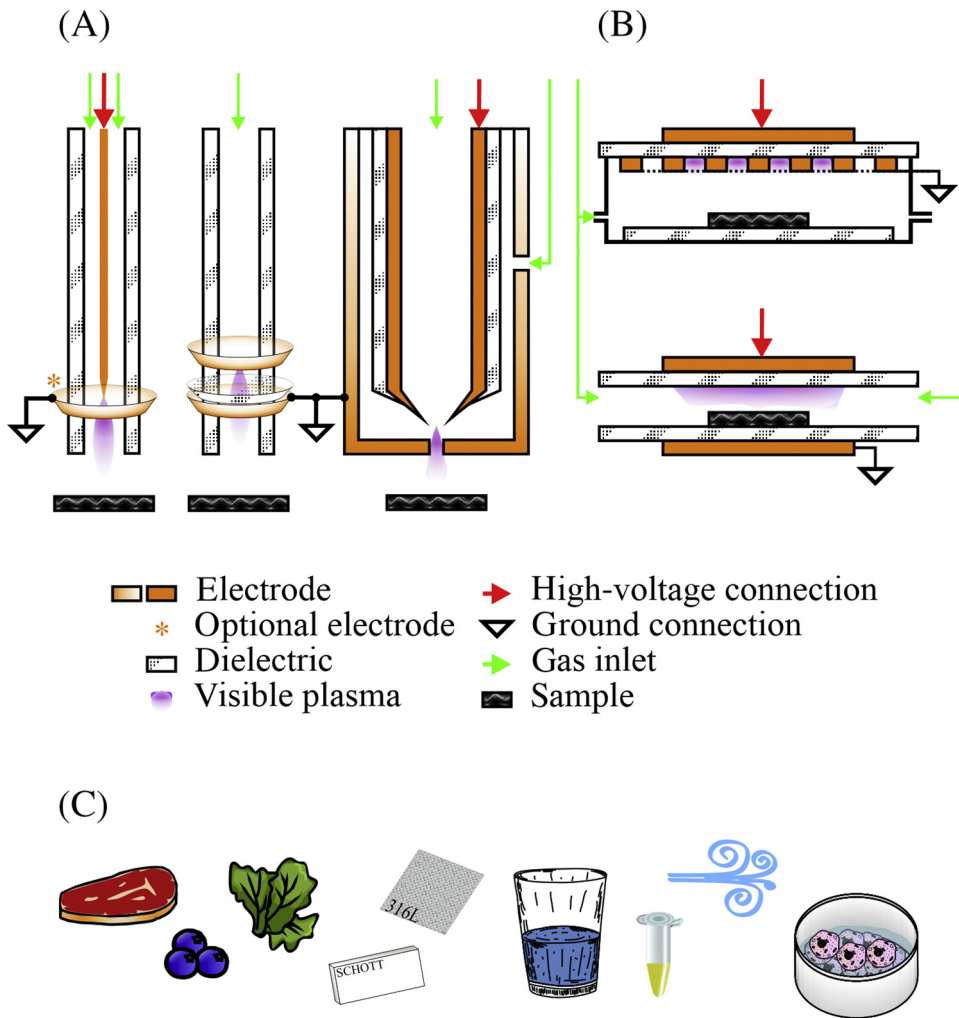 (A)
(B)
*
Electrode
High-voltage connection
* Optional electrode
Ground connection
Dielectric
Gas inlet
Visible plasma
Sample
(C)
316L
SCHOTT